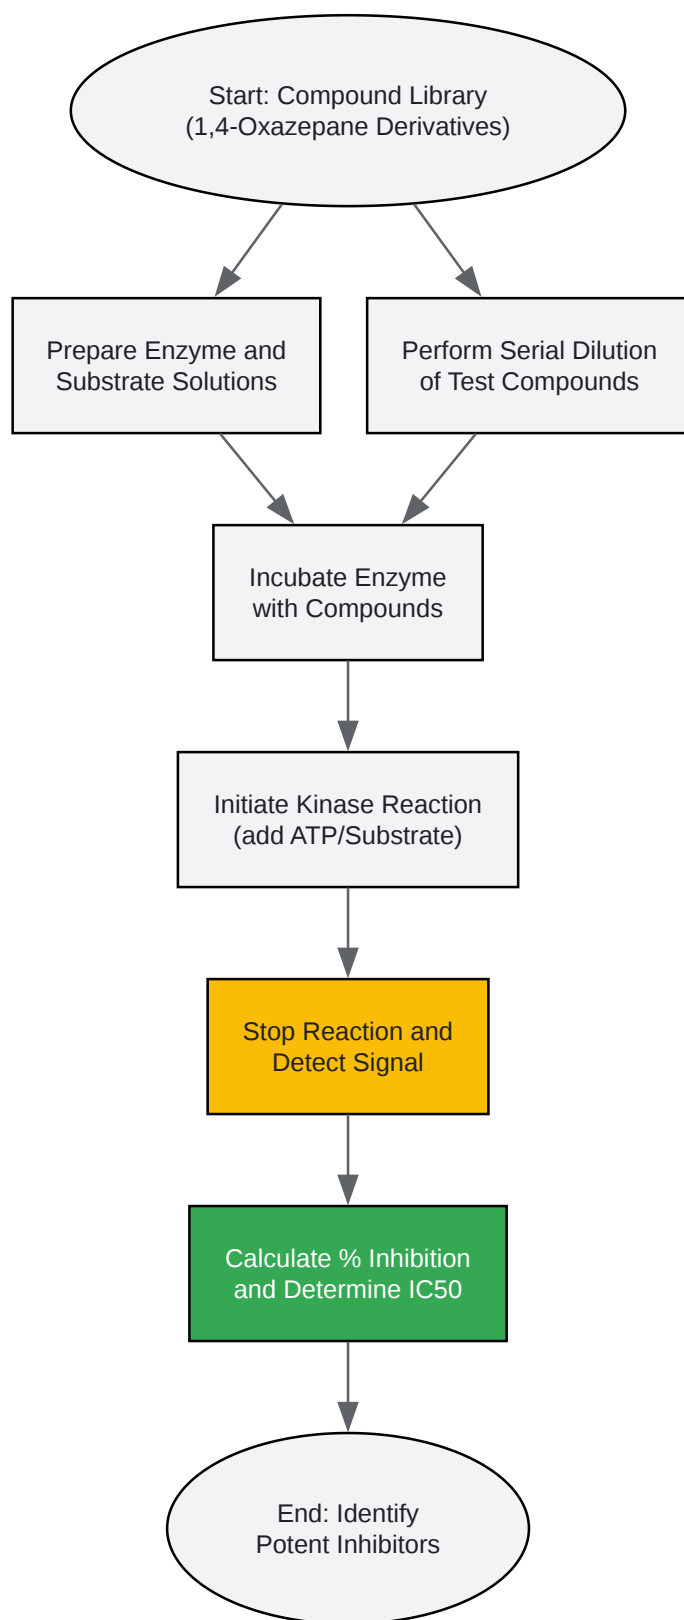 Start: Compound Library
(1,4-Oxazepane Derivatives)
Prepare Enzyme and
Substrate Solutions
Perform Serial Dilution
of Test Compounds
Incubate Enzyme
with Compounds
Initiate Kinase Reaction
(add ATP/Substrate)
Stop Reaction and
Detect Signal
Calculate % Inhibition
and Determine IC50
End: Identify
Potent Inhibitors